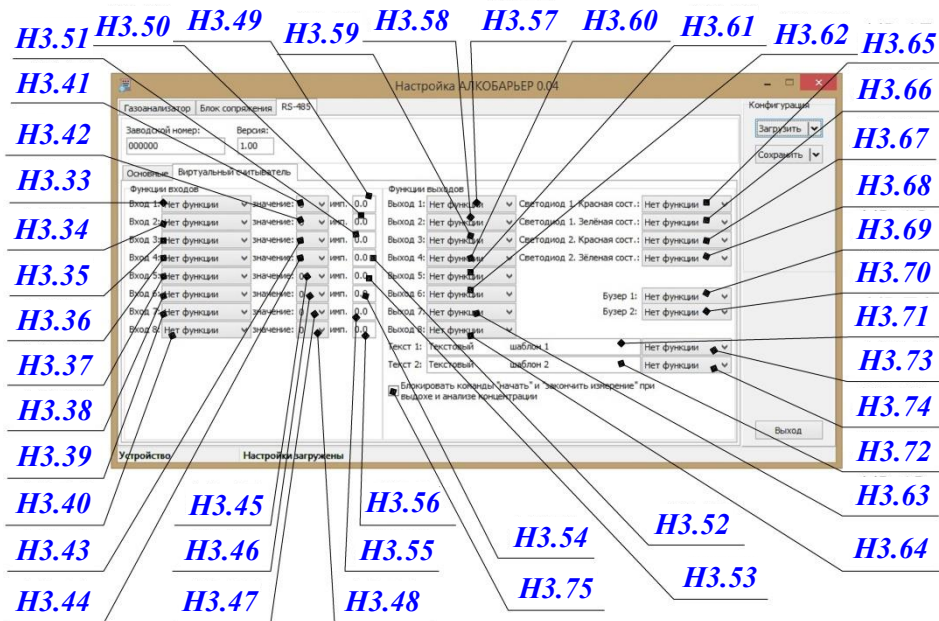 Н3.51 Н3.50 Н3.49 Н3.59 Н3.58 Н3.57 Н3.60 Н3.61 Н3.62 Н3.65
Н3.41
Н3.42
Н3.33
Н3.34
Н3.35
Н3.36
Н3.37
Н3.38
Н3.39
Н3.40
Н3.43
Н3.44
Настройка АЛКОБАРЬЕР 0.04
Газоанализатор Блок сопряжения RS-485
Заводской номер: Версия:
000000 1.00
Основные Виртуальный считыватель
Функции входов
Вход 1: Нет функции значение: 0 имп. 0.0
Вход 2: Нет функции значение: 0 имп. 0.0
Вход 3: Нет функции значение: 0 имп. 0.0
Вход 4: Нет функции значение: 0 имп. 0.0
Вход 5: Нет функции значение: 0 имп. 0.0
Вход 6: Нет функции значение: 0 имп. 0.0
Вход 7: Нет функции значение: 0 имп. 0.0
Вход 8: Нет функции значение: 0 имп. 0.0
Функции выходов
Выход 1: Нет функции Светодиод 1. Красная сост.: Нет функции
Выход 2: Нет функции Светодиод 1. Зелёная сост.: Нет функции
Выход 3: Нет функции Светодиод 2. Красная сост.: Нет функции
Выход 4: Нет функции Светодиод 2. Зёленая сост.: Нет функции
Выход 5: Нет функции
Выход 6: Нет функции Бузер 1: Нет функции
Выход 7: Нет функции Бузер 2: Нет функции
Выход 8: Нет функции
Текст 1: Текстовый шаблон 1 Нет функции
Текст 2: Текстовый шаблон 2 Нет функции
Блокировать команды "начать" и "закончить измерение" при
выдохе и анализе концентрации
Конфигурация
Загрузить
Сохранить
Выход
Устройство Настройки загружены
Н3.66
Н3.67
Н3.68
Н3.69
Н3.70
Н3.71
Н3.73
Н3.74
Н3.72
Н3.63
Н3.64
Н3.45 Н3.56
Н3.46 Н3.55 Н3.54 Н3.52
Н3.47 Н3.48 Н3.75 Н3.53